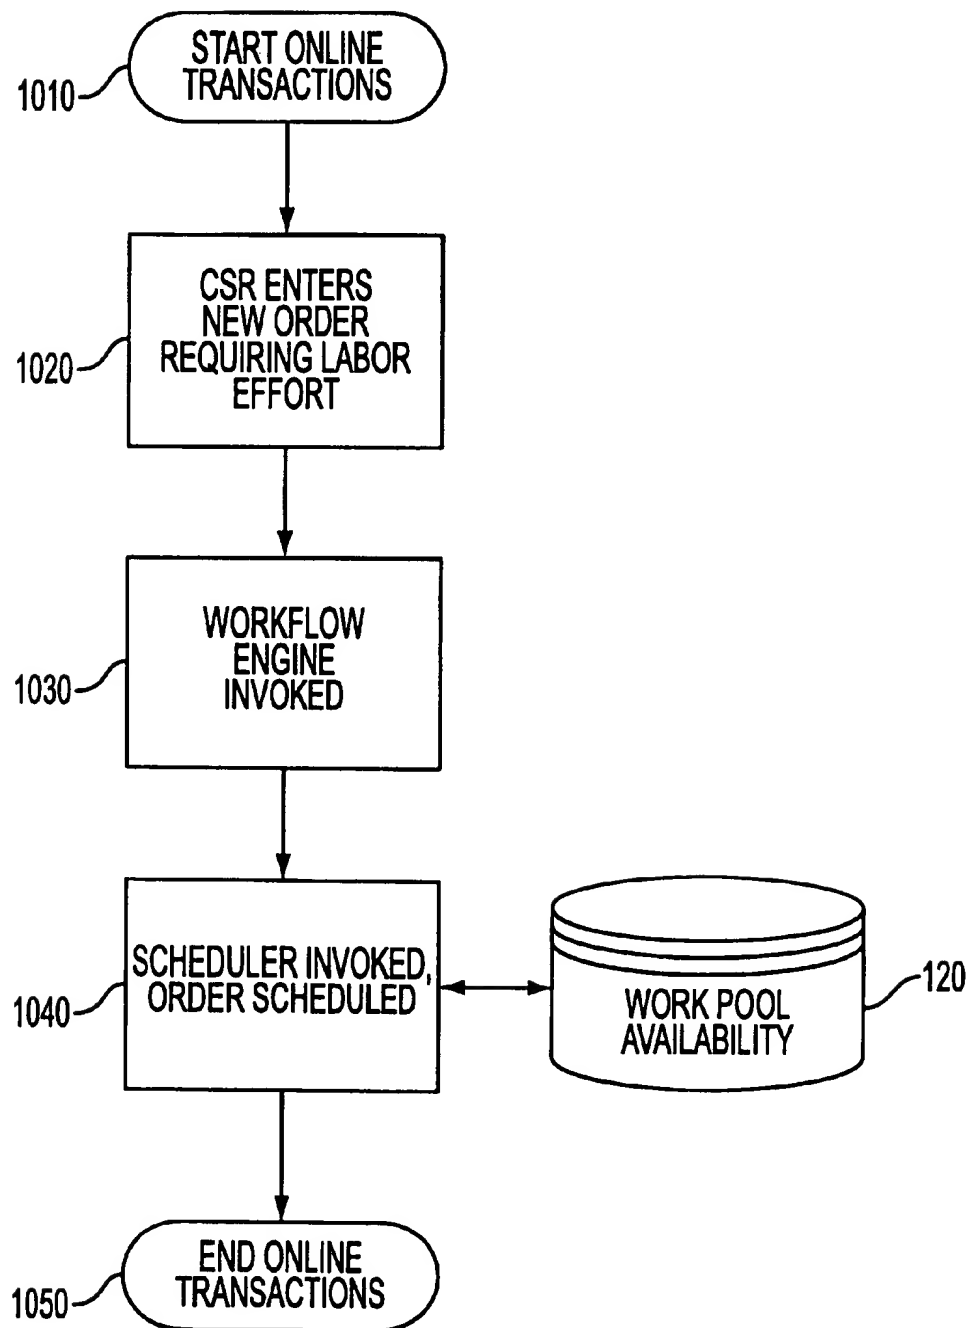 START ONLINE
TRANSACTIONS
1010
CSR ENTERS
NEW ORDER
REQUIRING LABOR
EFFORT
1020
WORKFLOW
ENGINE
INVOKED
1030
SCHEDULER INVOKED,
ORDER SCHEDULED
1040
WORK POOL
AVAILABILITY
120
END ONLINE
TRANSACTIONS
1050